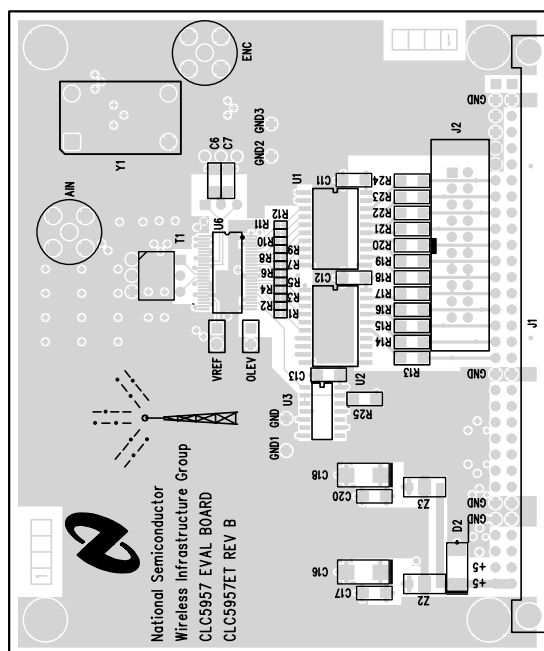 ENC
GND
J2
GND3
GND2
C6
C7
Y1
AIN
T1
U6
U1
C11
R24
R23
R22
R21
R20
R19
R18
R17
R16
R15
R14
R13
R12
R11
R10
R9
R8
R7
R6
R5
R4
R3
R2
R1
C12
J1
VREF
OLEV
C13
U3
U2
R25
GND
GND
GND1
C18
C20
Z3
GND
GND
D2
C16
C17
Z2
+5
+5
1
National Semiconductor
Wireless Infrastructure Group
CLC5957 EVAL BOARD
CLC5957ET REV B